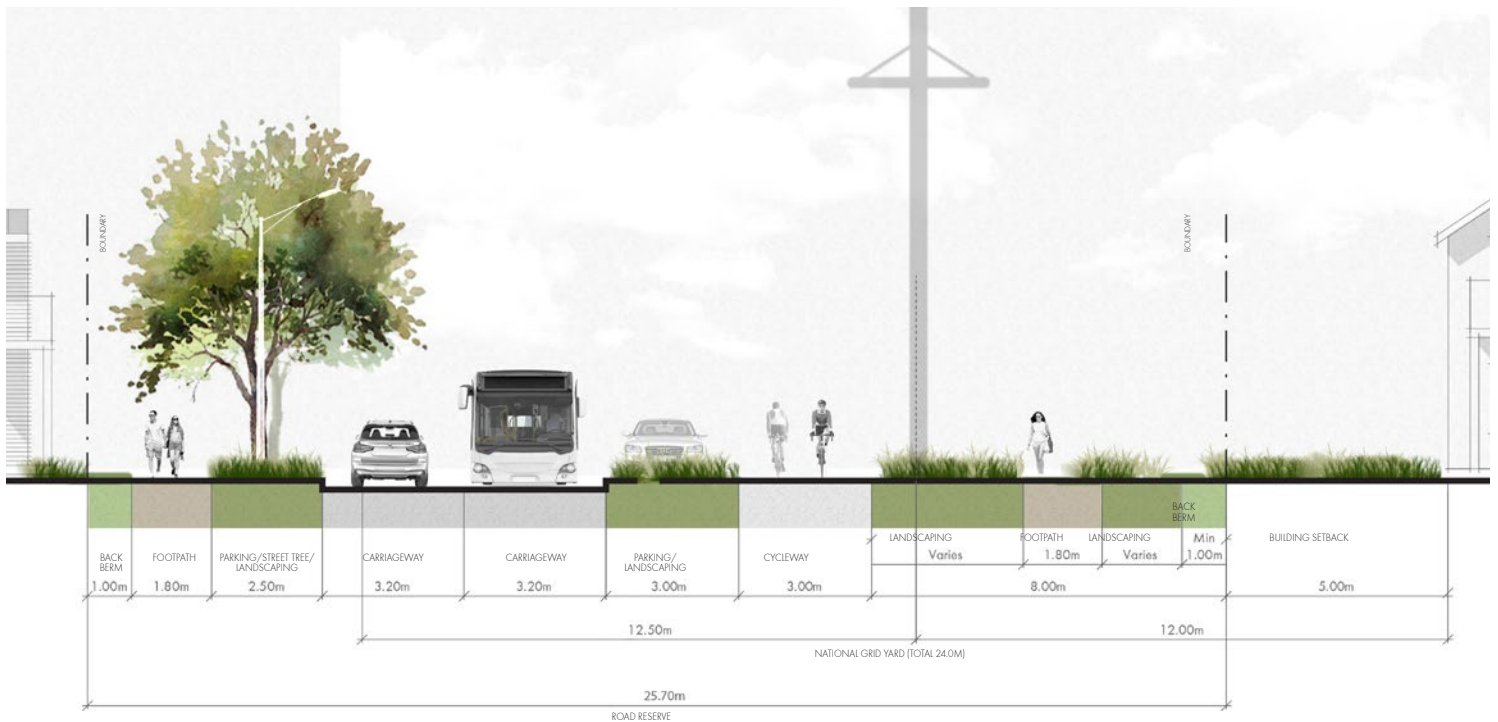 BOUNDARY
BOUNDARY
BACK
BERM
FOOTPATH
PARKING/STREET TREE/
LANDSCAPING
CARRIAGEWAY
CARRIAGEWAY
PARKING/
LANDSCAPING
CYCLEWAY
LANDSCAPING
Varies
FOOTPATH
1.80m
LANDSCAPING
Varies
BACK
BERM
Min
1.00m
BUILDING SETBACK
1.00m
1.80m
2.50m
3.20m
3.20m
3.00m
3.00m
8.00m
5.00m
12.50m
12.00m
NATIONAL GRID YARD (TOTAL 24.0M)
25.70m
ROAD RESERVE